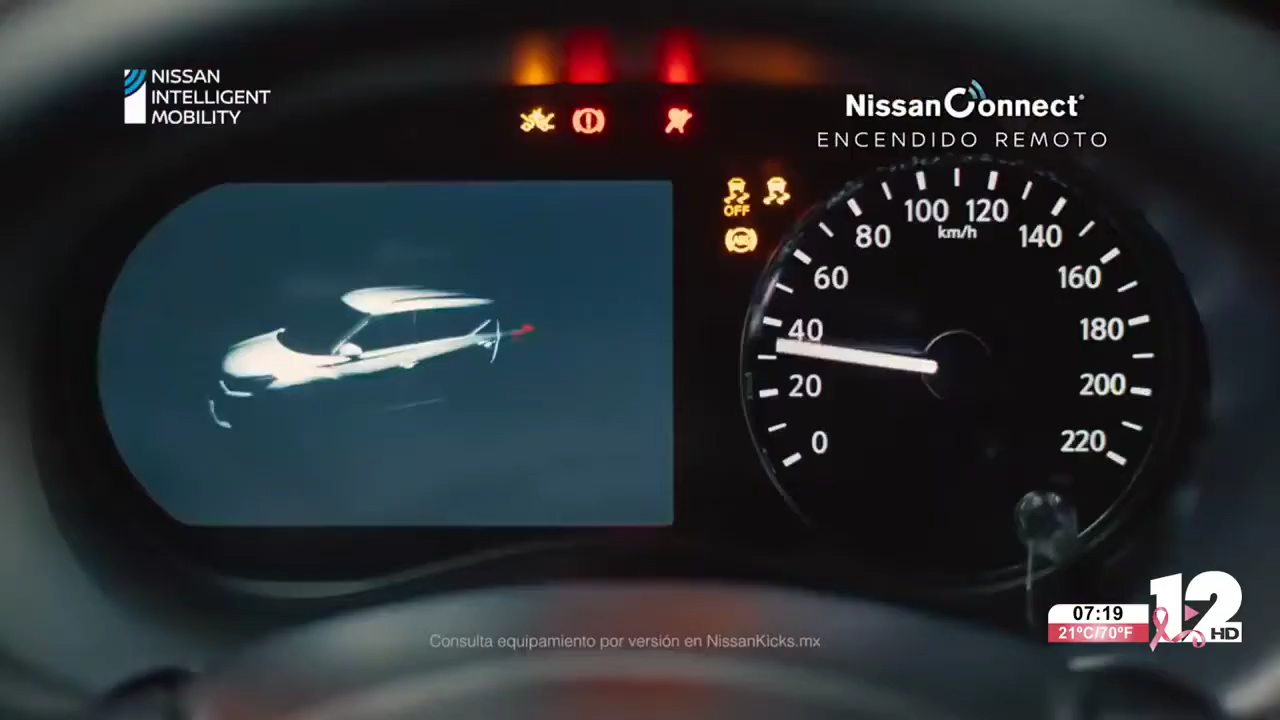 NISSAN
INTELLIGENT
MOBILITY
NissanConnect
ENCENDIDO REMOTO
OFF
ABS
0
20
40
60
80
100
120
140
160
180
200
220
km/h
Consulta equipamiento por versión en NissanKicks.mx
07:19
21°C/70°F
12
HD